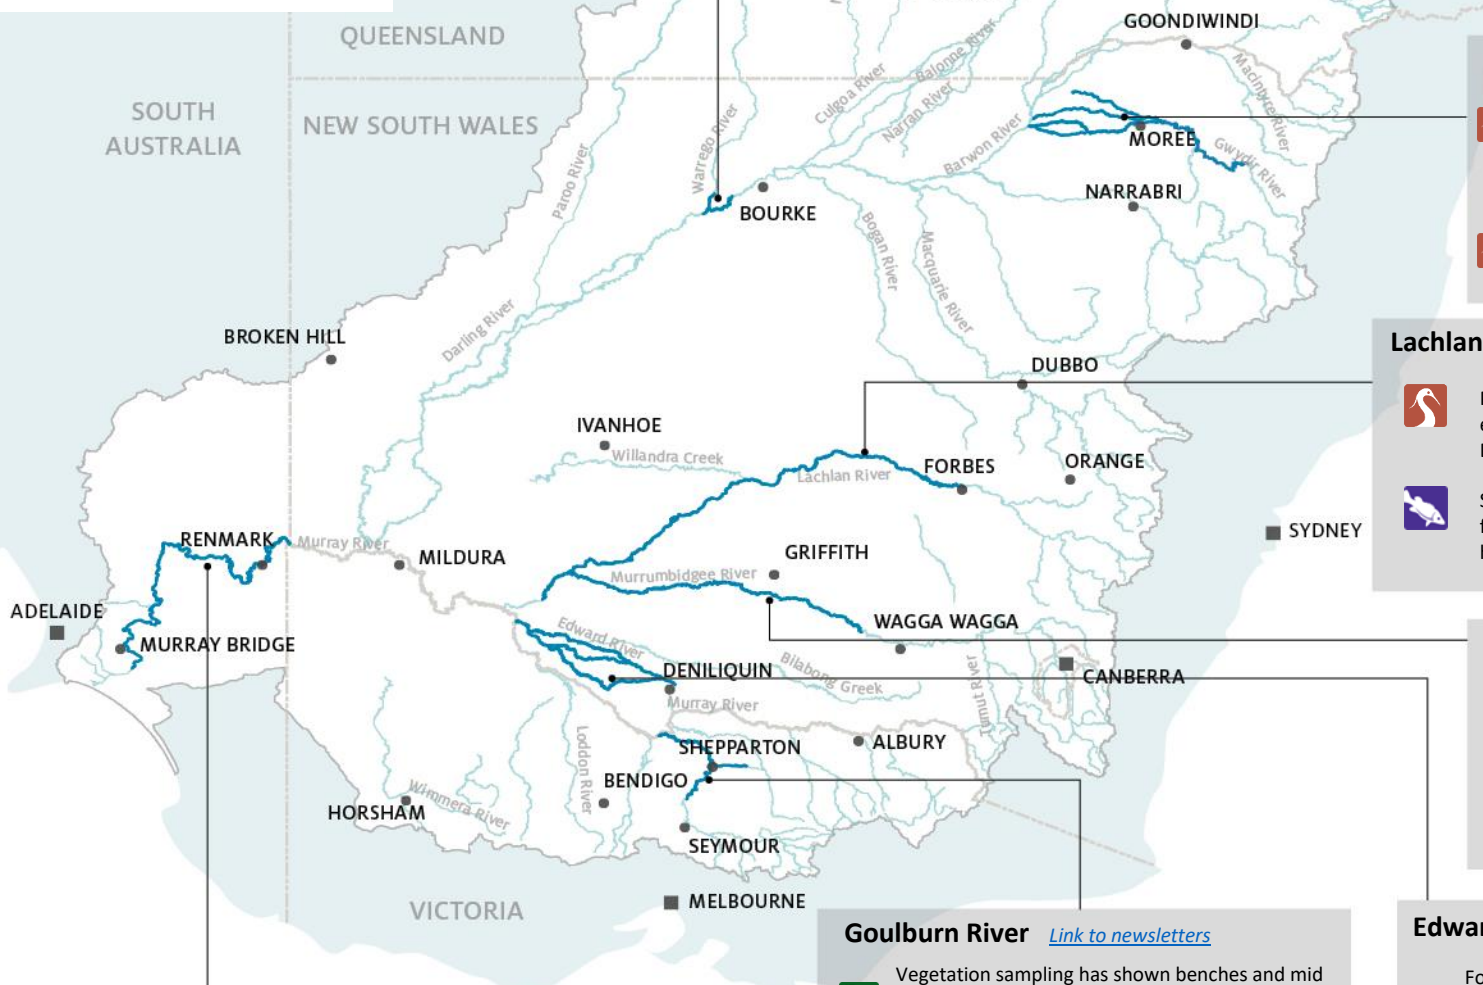 GOONDIWINDI
QUEENSLAND
Balonne River
Culgoa River
Macintyre River
SOUTH
AUSTRALIA
NEW SOUTH WALES
Narran River
Warrego River
Barwon River
MOREE
Gwydir River
Paroo River
NARRABRI
BOURKE
Bogan River
Macquarie River
Darling River
BROKEN HILL
Lachlan
DUBBO
IVANHOE
Willandra Creek
Lachlan River
FORBES
ORANGE
SYDNEY
RENMARK
Murray River
MILDURA
GRIFFITH
Murrumbidgee River
ADELAIDE
MURRAY BRIDGE
Edward River
WAGGA WAGGA
Bilabong Greek
Tumut River
CANBERRA
DENILIQUIN
Murray River
Loddon River
SHEPPARTON
ALBURY
BENDIGO
HORSHAM
Wimmera River
SEYMOUR
VICTORIA
MELBOURNE
Goulburn River Link to newsletters
Vegetation sampling has shown benches and mid
Edwar
Fo